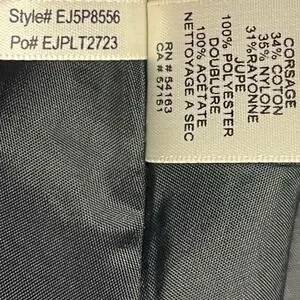 Style# EJ5P8556
Po# EJPLT2723
CORSAGE
34% COTON
35% NYLON
31% RAYONNE
JUPE
100% POLYESTER
DOUBLURE
100% ACÉTATE
NETTOYAGE A SEC
RN # 54163
CA # 57151